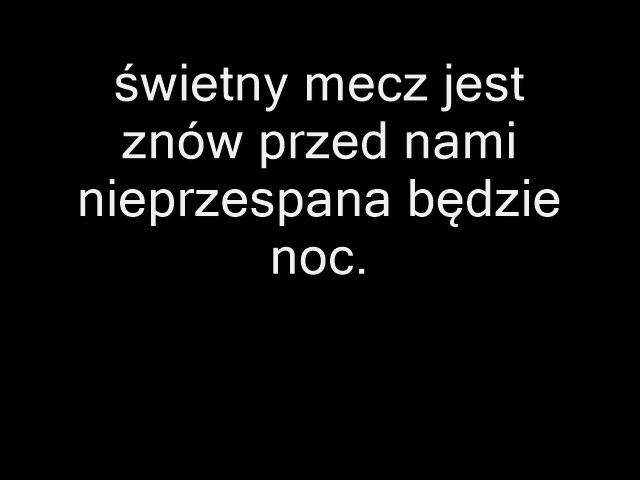 świetny mecz jest
znów przed nami
nieprzespana będzie
noc.